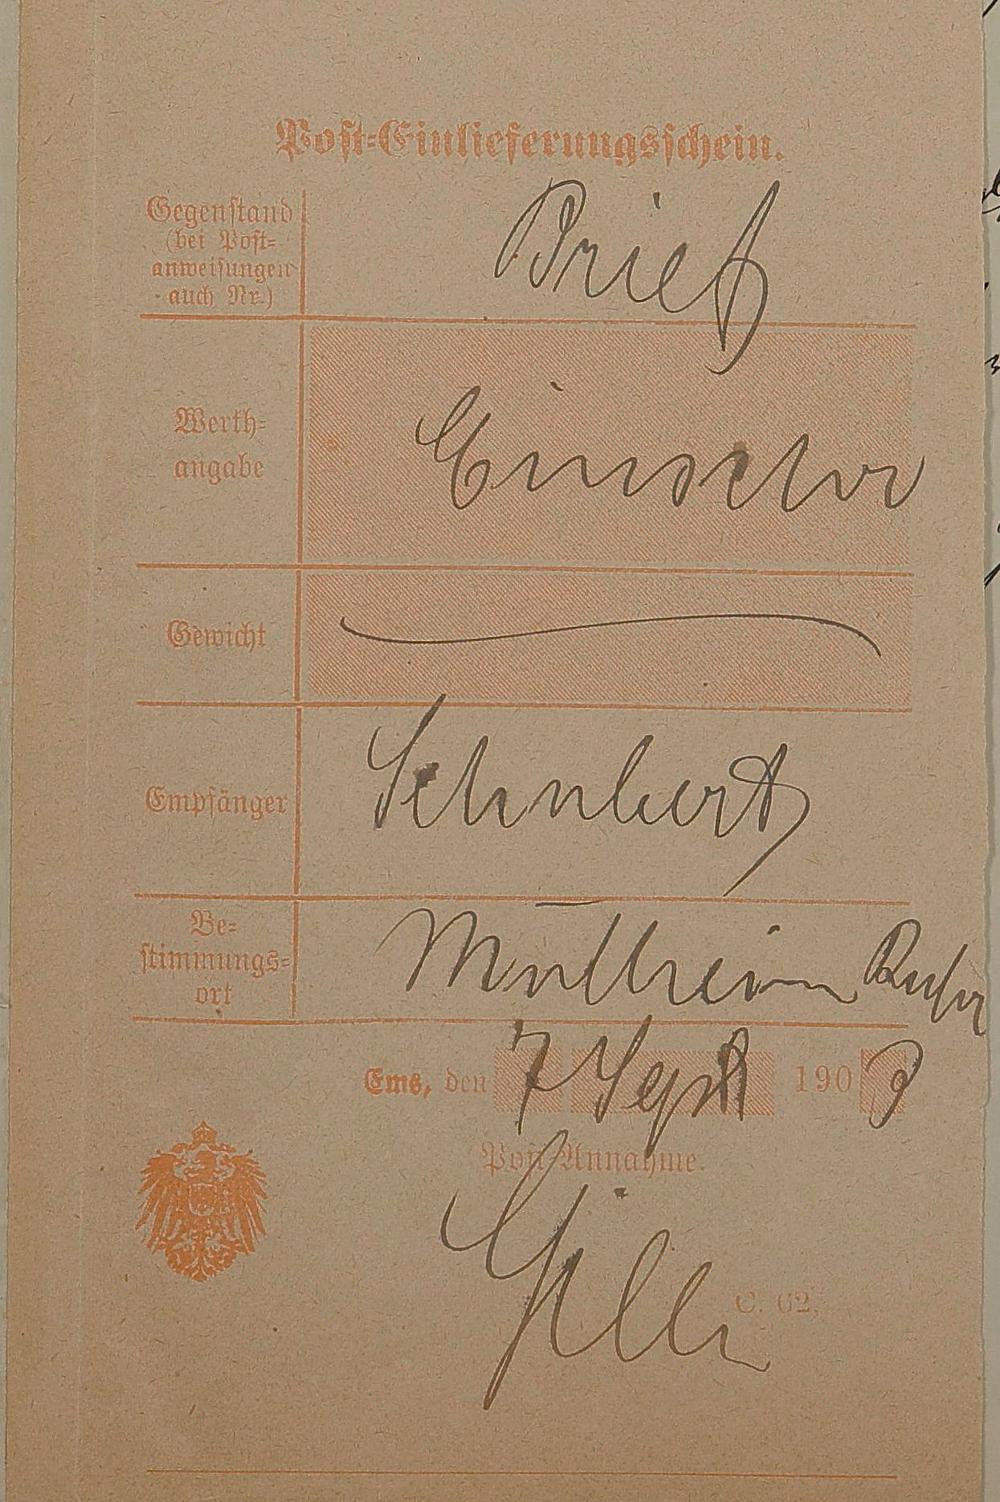 Post-Einlieferungsschein.
Gegenstand
(bei Post-
anweisungen
auch Nr.)
Brief
Werth-
angabe
Einschr
Gewicht
Empfänger
Schubert
Be-
stimmungs-
ort
Mülheim Ruhr
Ems, den 7 Sept 1903
Post-Annahme.
C. 62.